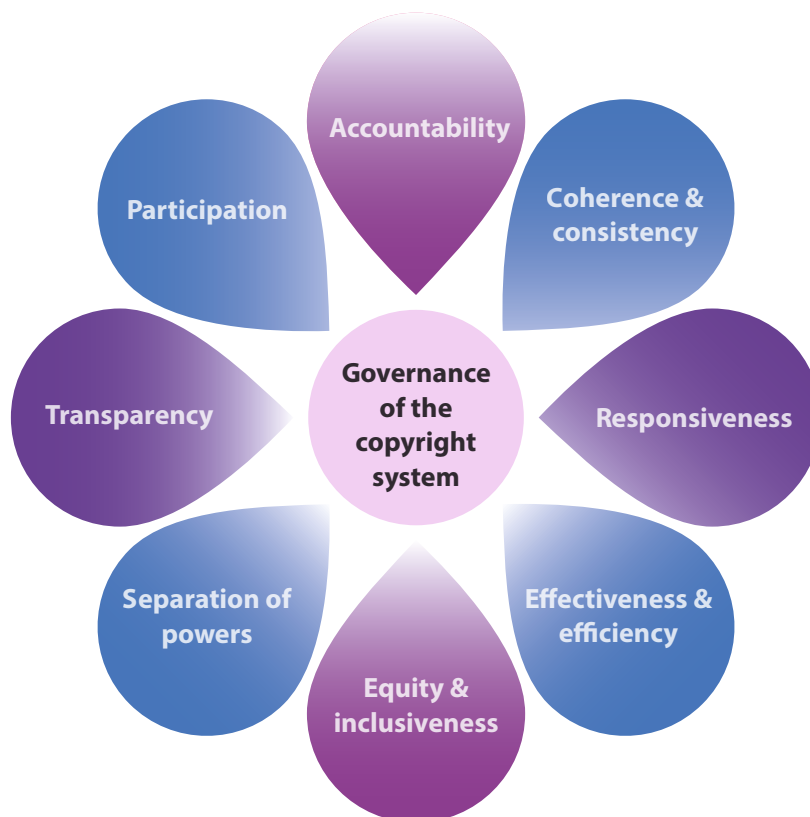 Accountability
Coherence &
consistency
Responsiveness
Effectiveness &
efficiency
Equity &
inclusiveness
Separation of
powers
Transparency
Participation
Governance
of the
copyright
system